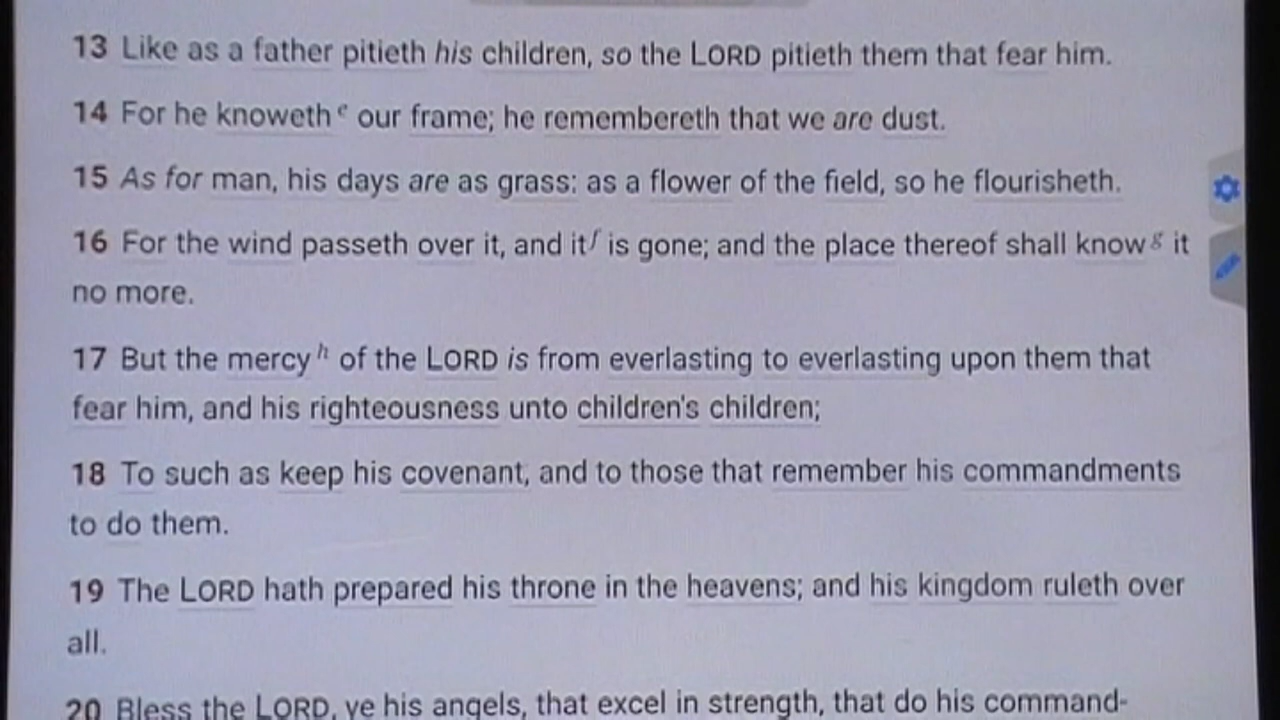 13 Like as a father pitieth his children, so the LORD pitieth them that fear him.
14 For he knoweth e our frame; he remembereth that we are dust.
15 As for man, his days are as grass: as a flower of the field, so he flourisheth.
16 For the wind passeth over it, and it f is gone; and the place thereof shall know g it
no more.
17 But the mercy h of the LORD is from everlasting to everlasting upon them that
fear him, and his righteousness unto children's children;
18 To such as keep his covenant, and to those that remember his commandments
to do them.
19 The LORD hath prepared his throne in the heavens; and his kingdom ruleth over
all.
20 Bless the LORD, ye his angels, that excel in strength, that do his command-